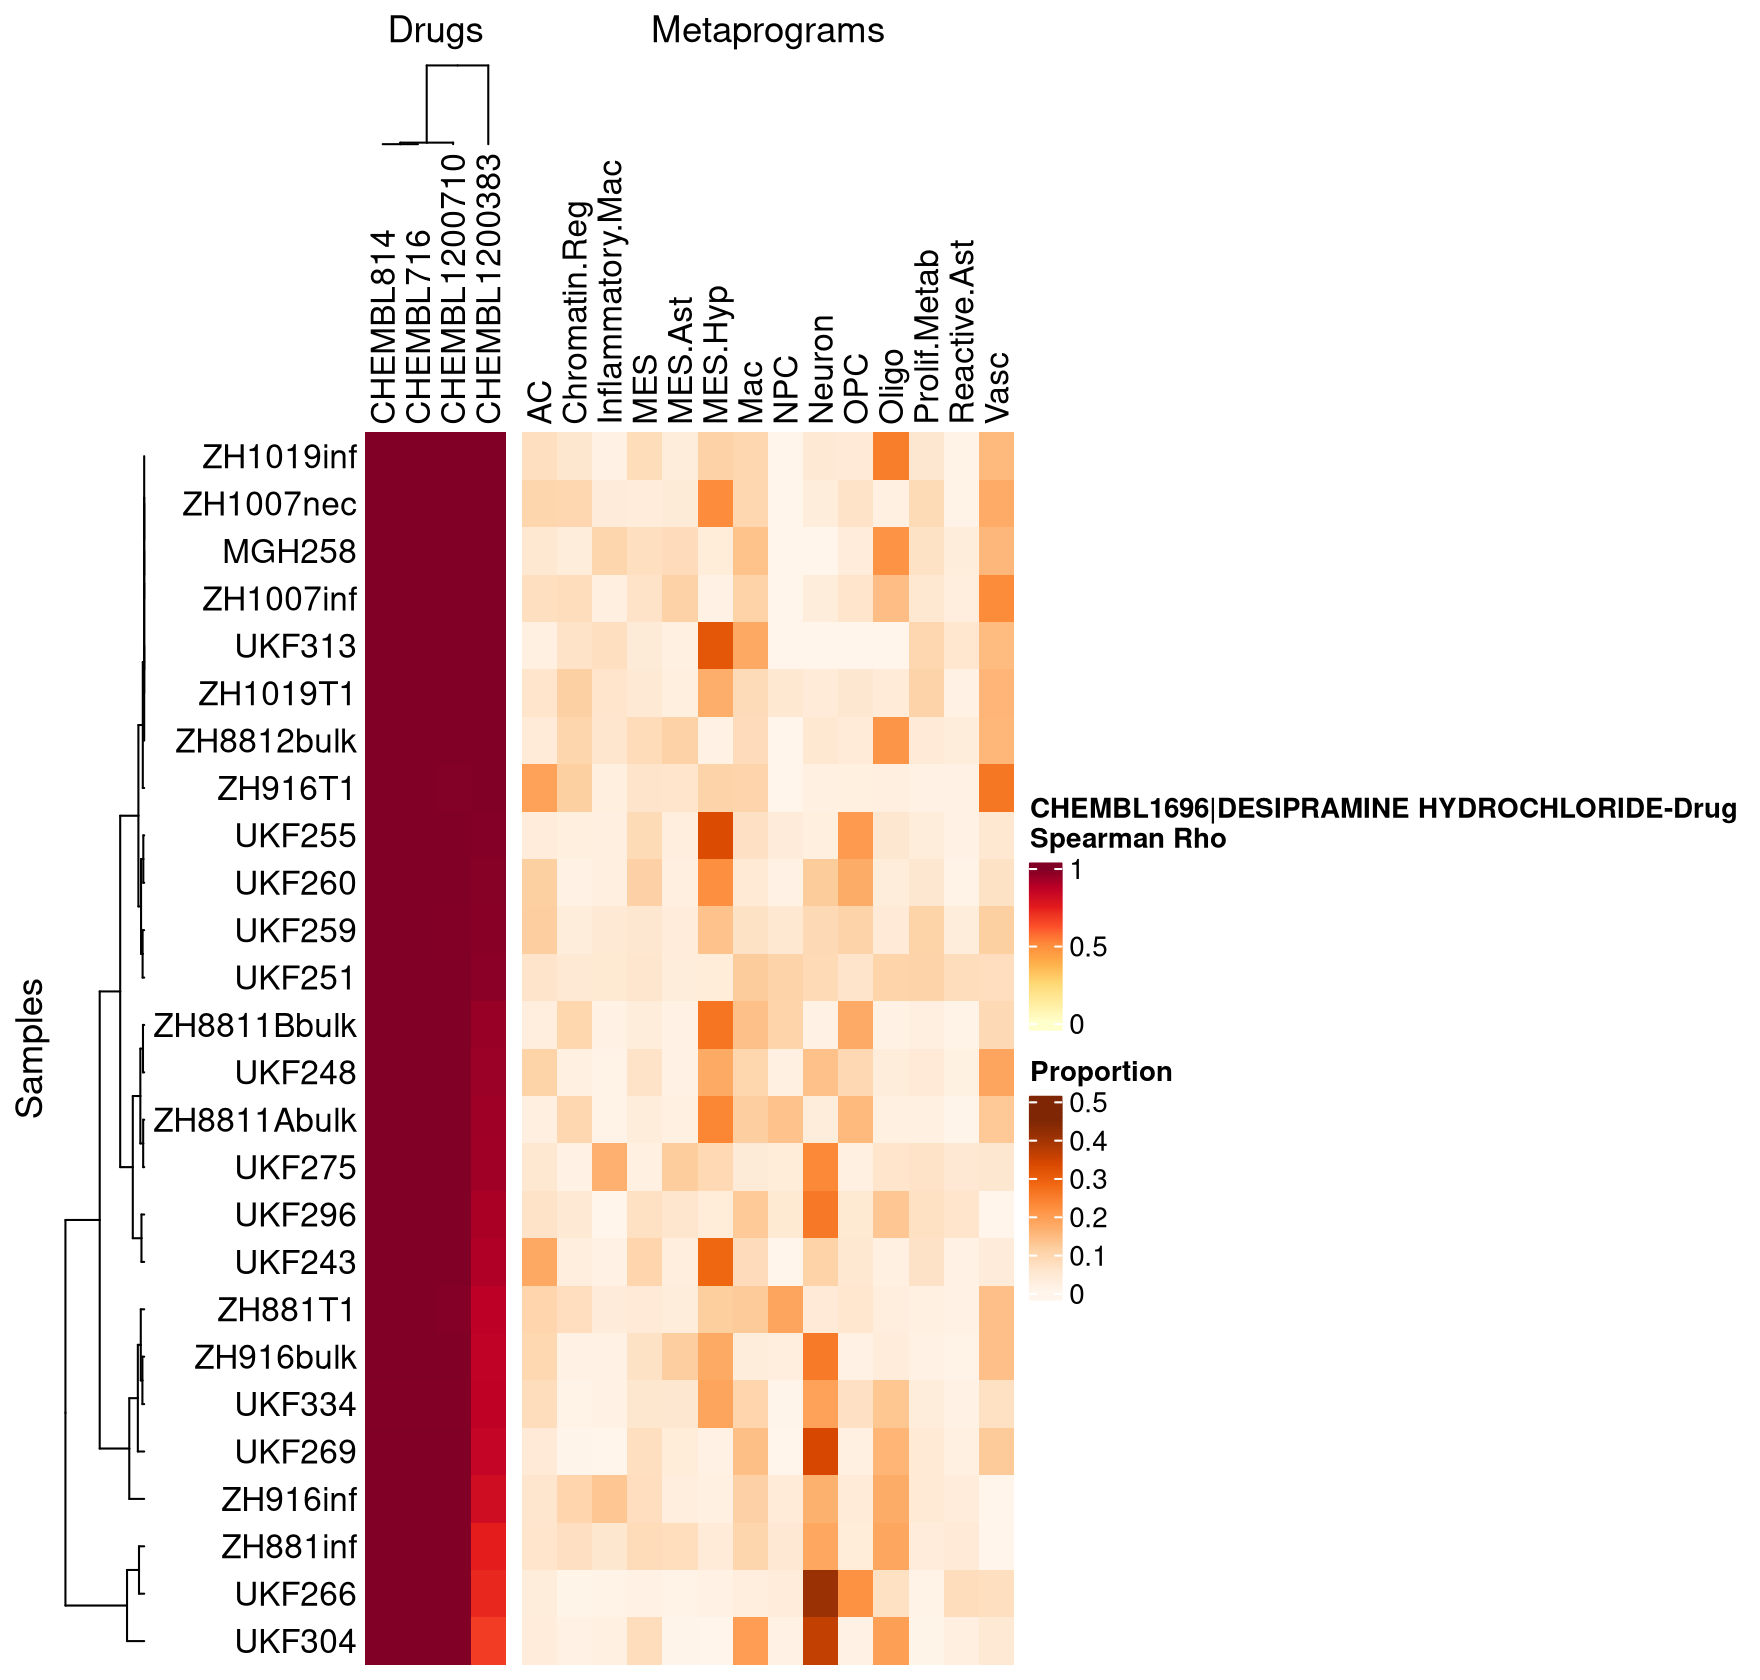 Drugs
Metaprograms
CHEMBL814
CHEMBL716
CHEMBL1200710
CHEMBL1200383
AC
Chromatin.Reg
Inflammatory.Mac
MES
MES.Ast
MES.Hyp
Mac
NPC
Neuron
OPC
Oligo
Prolif.Metab
Reactive.Ast
Vasc
Samples
ZH1019inf
ZH1007nec
MGH258
ZH1007inf
UKF313
ZH1019T1
ZH8812bulk
ZH916T1
UKF255
UKF260
UKF259
UKF251
ZH8811Bbulk
UKF248
ZH8811Abulk
UKF275
UKF296
UKF243
ZH881T1
ZH916bulk
UKF334
UKF269
ZH916inf
ZH881inf
UKF266
UKF304
CHEMBL1696|DESIPRAMINE HYDROCHLORIDE-Drug
Spearman Rho
1
0.5
0
Proportion
0.5
0.4
0.3
0.2
0.1
0